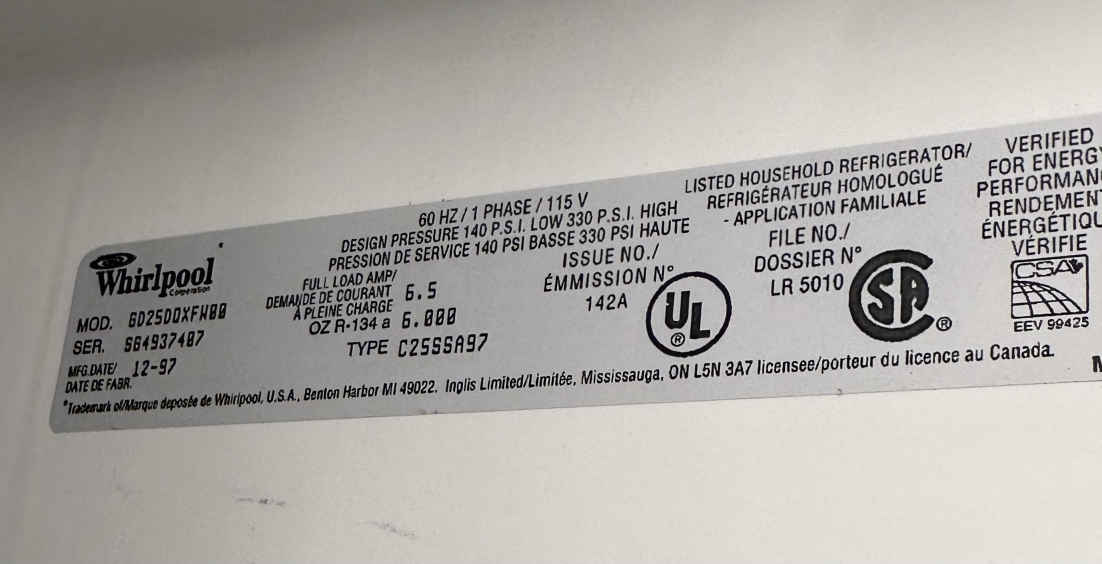 60 HZ / 1 PHASE / 115 V
DESIGN PRESSURE 140 P.S.I. LOW 330 P.S.I. HIGH
PRESSION DE SERVICE 140 PSI BASSE 330 PSI HAUTE
Whirlpool
Corporation
MOD. GD25DQXFW00
SER. SG4937407
MFG.DATE/ 12-97
DATE DE FABR.
FULL LOAD AMP/
DEMANDE DE COURANT 6.5
À PLEINE CHARGE
OZ R-134 a 6.000
TYPE C25SSA97
ISSUE NO./
ÉMMISSION N°
142A
UL
®
LISTED HOUSEHOLD REFRIGERATOR/
REFRIGÉRATEUR HOMOLOGUÉ
- APPLICATION FAMILIALE
FILE NO./
DOSSIER N°
LR 5010
SA
®
VERIFIED
FOR ENERGY
PERFORMAN
RENDEMEN
ÉNERGÉTIQU
VÉRIFIE
CSA
EEV 99425
*Trademark of/Marque deposée de Whirlpool, U.S.A., Benton Harbor MI 49022. Inglis Limited/Limitée, Mississauga, ON L5N 3A7 licensee/porteur du licence au Canada.